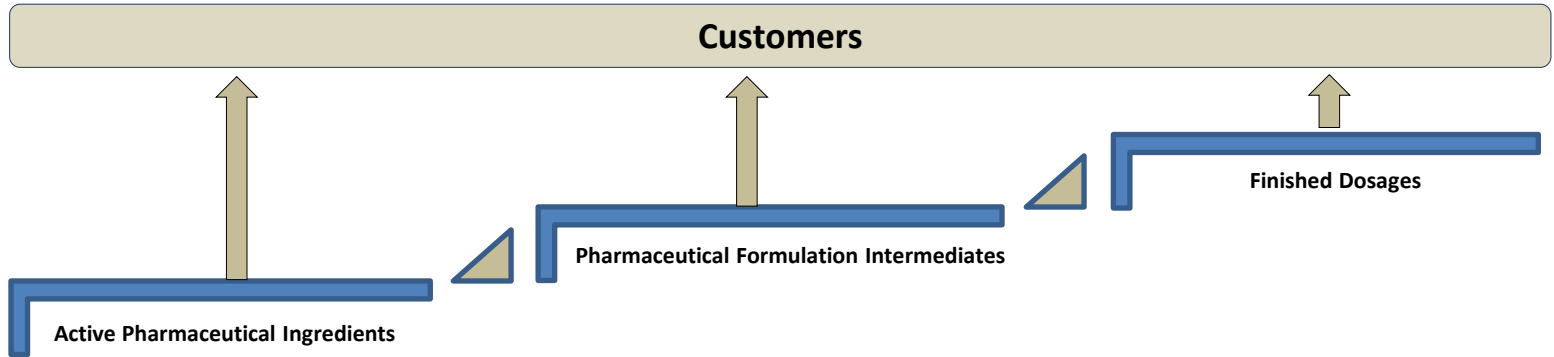 Customers
Finished Dosages
Pharmaceutical Formulation Intermediates
Active Pharmaceutical Ingredients